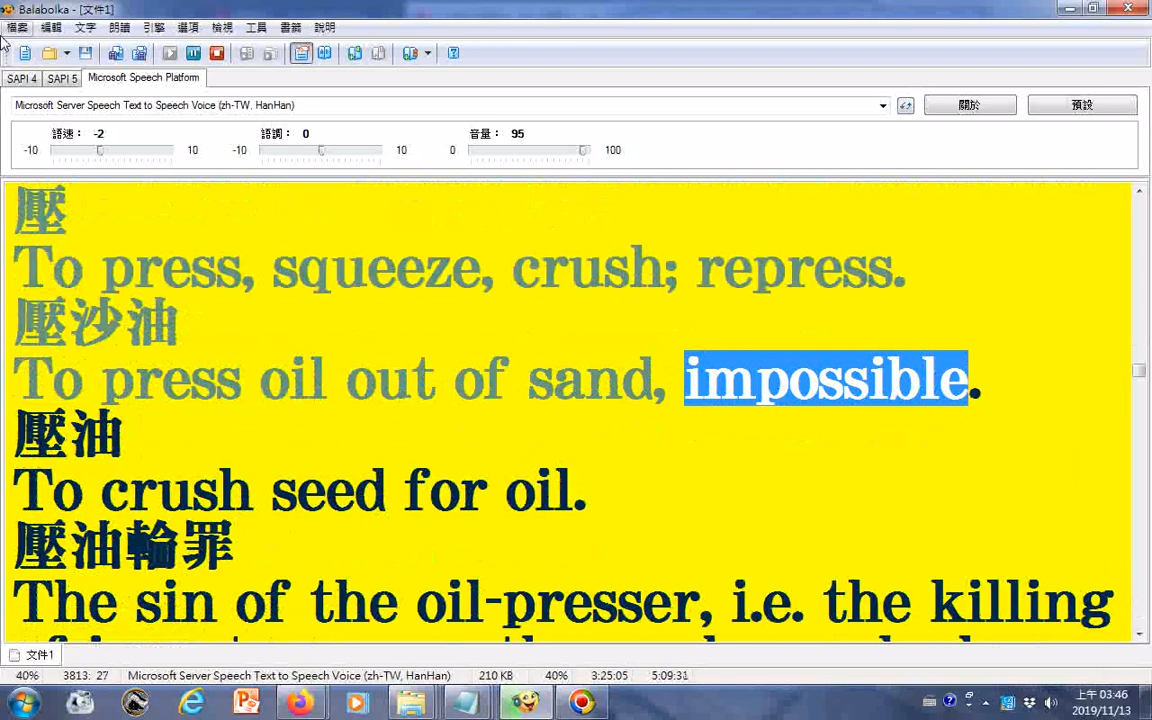 Balabolka - [文件1]
檔案 編輯 文字 朗讀 引擎 選項 檢視 工具 書籤 說明
SAPI 4 SAPI 5 Microsoft Speech Platform
Microsoft Server Speech Text to Speech Voice (zh-TW, HanHan) 關於 預設
語速： -2 語調： 0 音量： 95
-10 10 -10 10 0 100
壓
To press, squeeze, crush; repress.
壓沙油
To press oil out of sand, impossible.
壓油
To crush seed for oil.
壓油輪罪
The sin of the oil-presser, i.e. the killing
文件1
40% 3813: 27 Microsoft Server Speech Text to Speech Voice (zh-TW, HanHan) 210 KB 40% 3:25:05 5:09:31
上午 03:46
2019/11/13